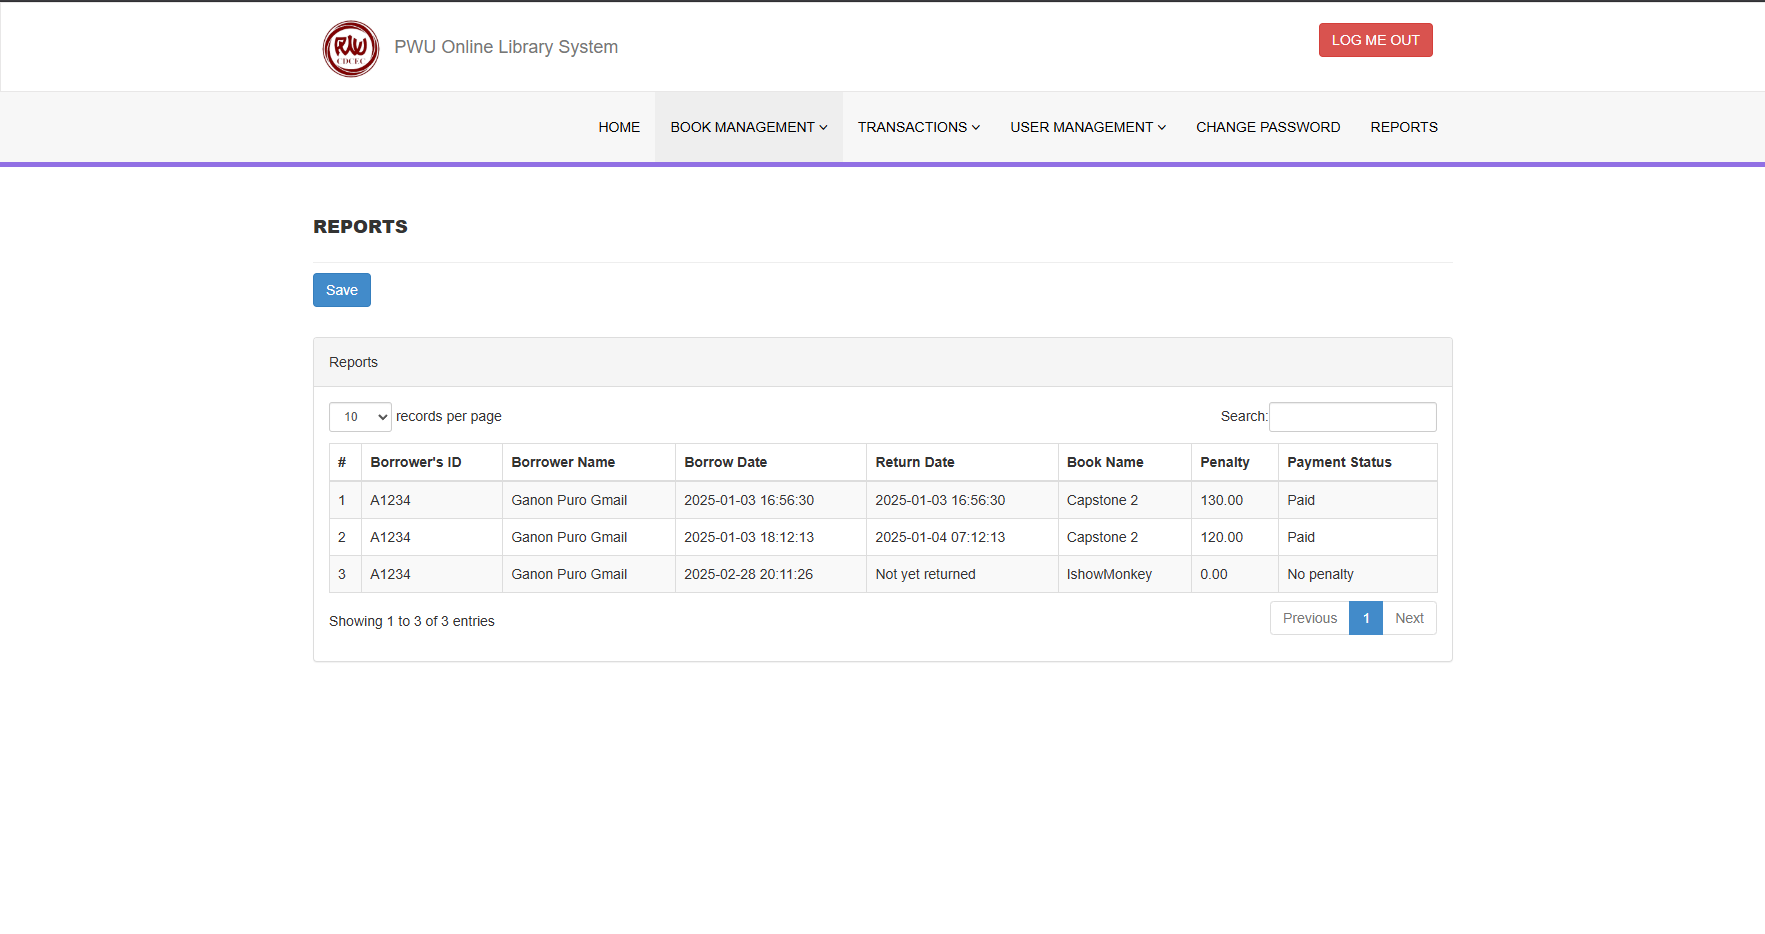 PWU
CDCEC
PWU Online Library System
LOG ME OUT
HOME BOOK MANAGEMENT TRANSACTIONS USER MANAGEMENT CHANGE PASSWORD REPORTS
REPORTS
Save
Reports
10 records per page Search:
# Borrower's ID Borrower Name Borrow Date Return Date Book Name Penalty Payment Status
1 A1234 Ganon Puro Gmail 2025-01-03 16:56:30 2025-01-03 16:56:30 Capstone 2 130.00 Paid
2 A1234 Ganon Puro Gmail 2025-01-03 18:12:13 2025-01-04 07:12:13 Capstone 2 120.00 Paid
3 A1234 Ganon Puro Gmail 2025-02-28 20:11:26 Not yet returned IshowMonkey 0.00 No penalty
Showing 1 to 3 of 3 entries Previous 1 Next